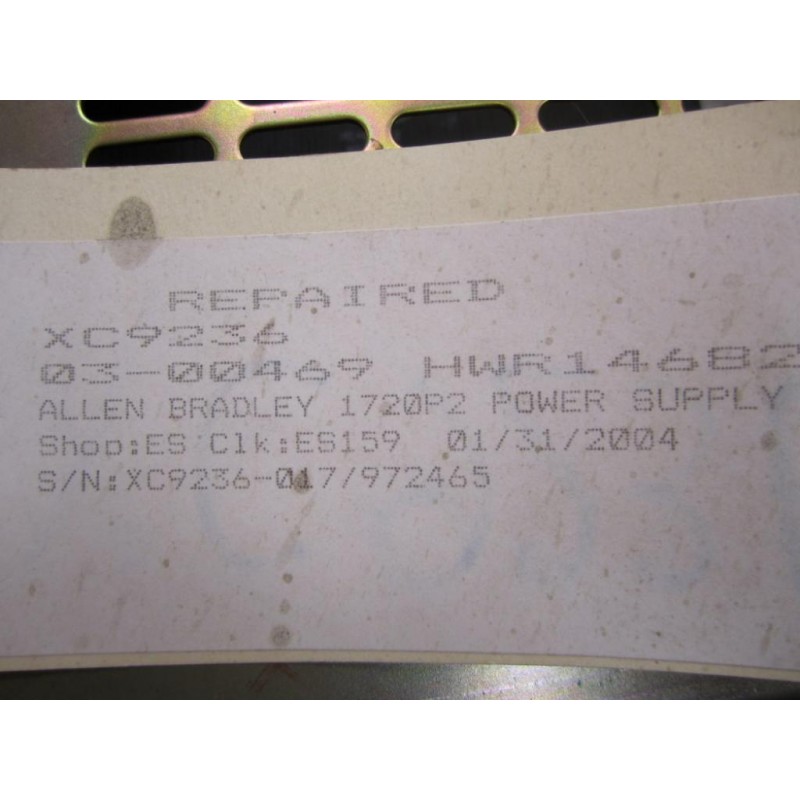 REPAIRED
XC9236
03-00469 HWR14682
ALLEN BRADLEY 1720P2 POWER SUPPLY
Shop:ES Clk:ES159 01/31/2004
S/N:XC9236-017/972465